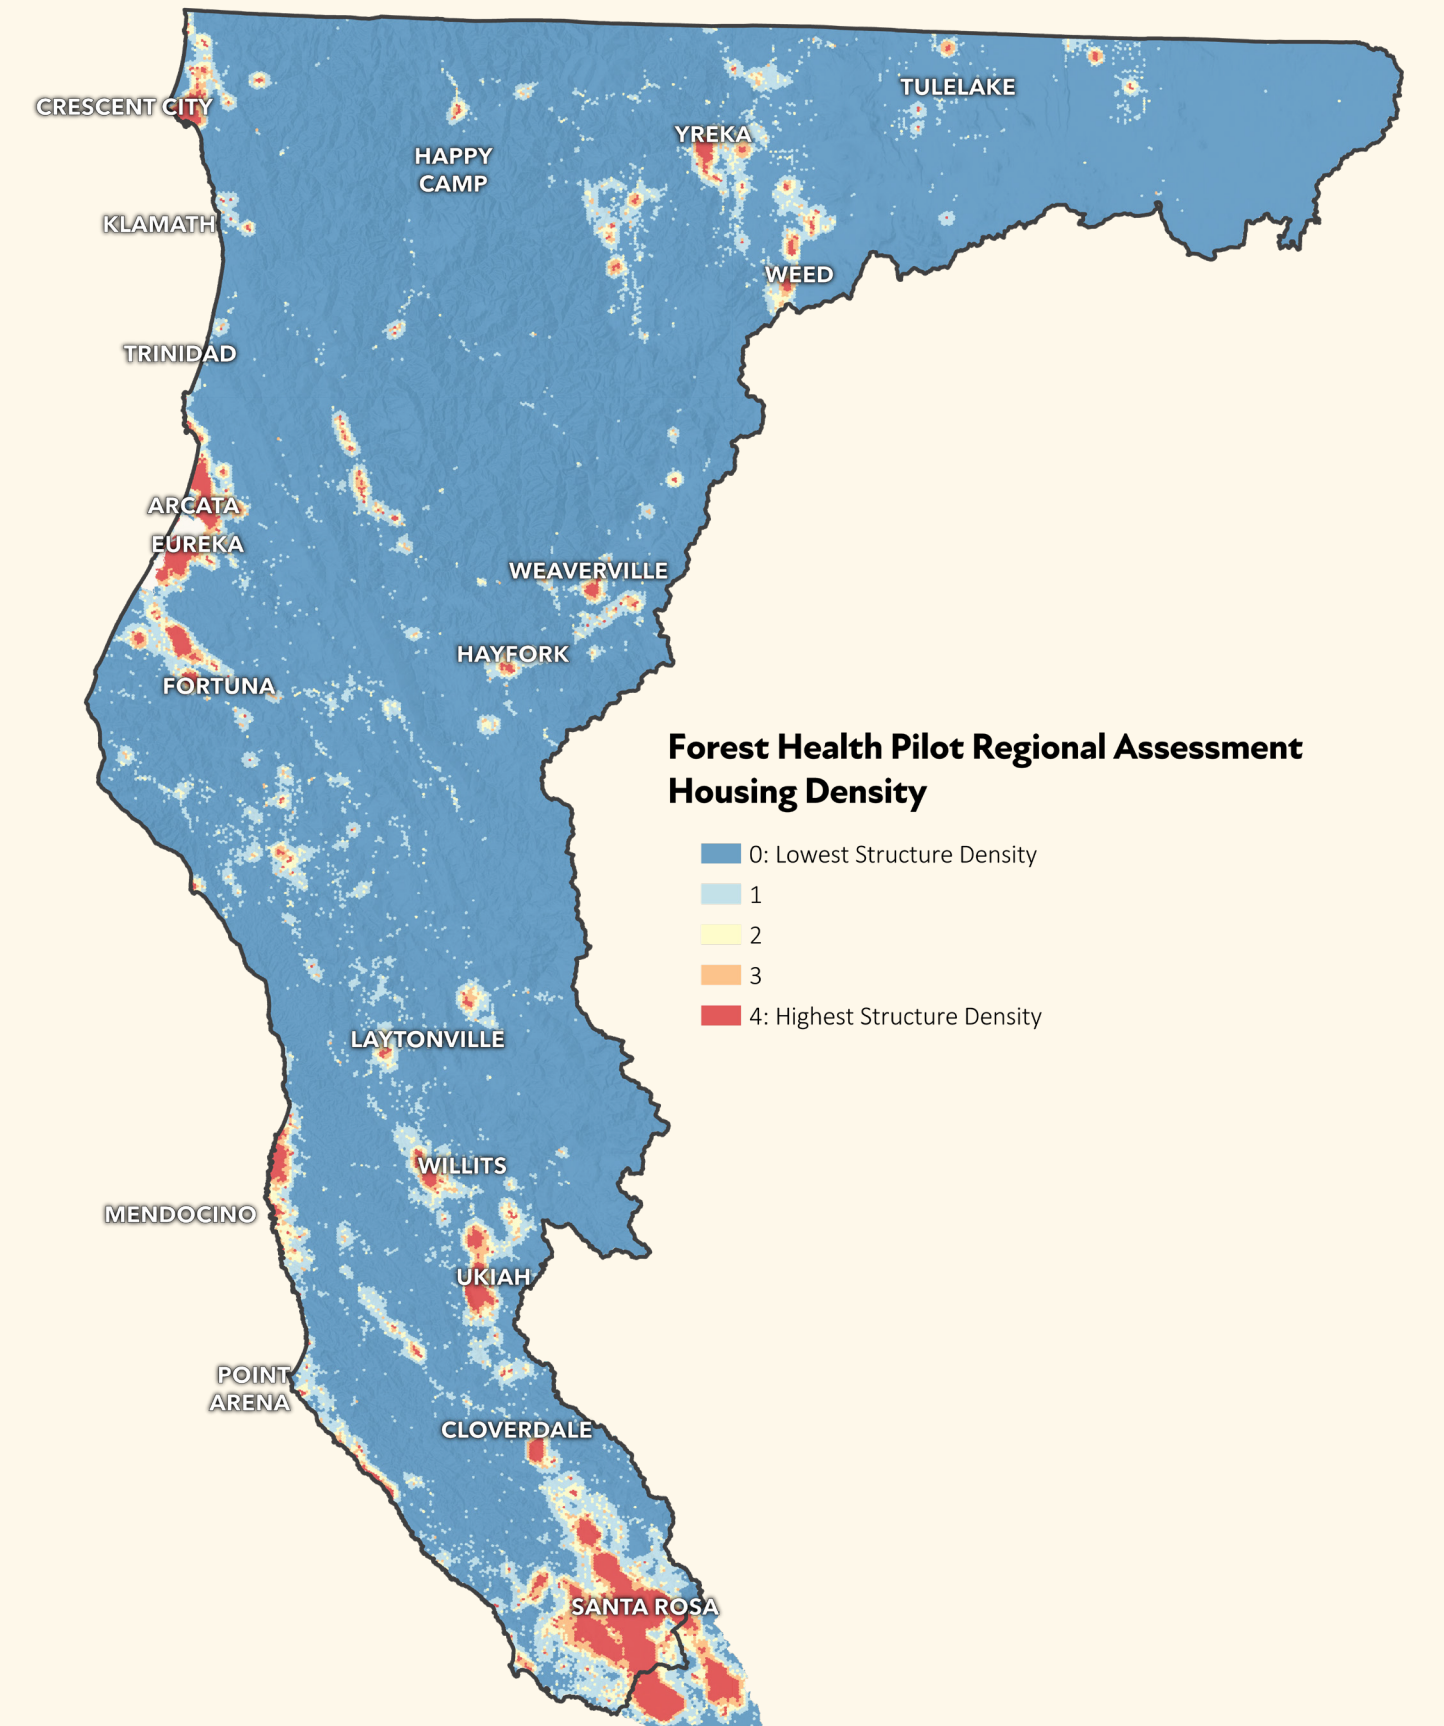 CRESCENT CITY
TULELAKE
YREKA
HAPPY
CAMP
KLAMATH
WEED
TRINIDAD
ARCATA
EUREKA
WEAVERVILLE
HAYFORK
FORTUNA
Forest Health Pilot Regional Assessment
Housing Density
0: Lowest Structure Density
1
2
3
4: Highest Structure Density
LAYTONVILLE
WILLITS
MENDOCINO
UKIAH
POINT
ARENA
CLOVERDALE
SANTA ROSA